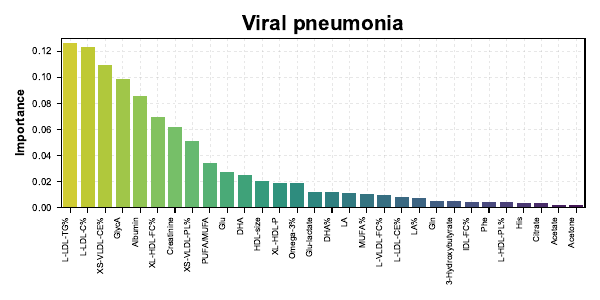 Viral pneumonia
Importance
0.12
0.10
0.08
0.06
0.04
0.02
0.00
L-LDL-TG%
L-LDL-C%
XS-VLDL-CE%
GlycA
Albumin
XL-HDL-FC%
Creatinine
XS-VLDL-PL%
PUFA/MUFA
Glu
DHA
HDL-size
XL-HDL-P
Omega-3%
Glu-lactate
DHA%
LA
MUFA %
L-VLDL-FC%
L-LDL-CE%
LA%
Gln
3-Hydroxybutyrate
IDL-FC%
Phe
L-HDL-PL%
His
Citrate
Acetate
Acetone